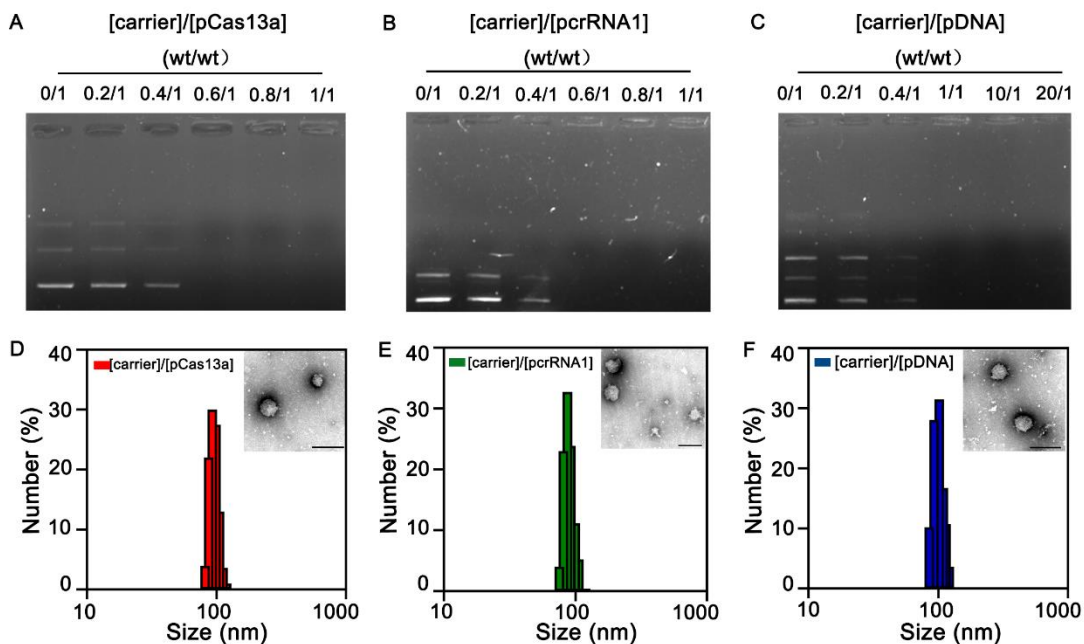 A [carrier]/[pCas13a]
(wt/wt)
0/1 0.2/1 0.4/1 0.6/1 0.8/1 1/1
B [carrier]/[pcrRNA1]
(wt/wt)
0/1 0.2/1 0.4/1 0.6/1 0.8/1 1/1
C [carrier]/[pDNA]
(wt/wt)
0/1 0.2/1 0.4/1 1/1 10/1 20/1
D
[carrier]/[pCas13a]
Number (%)
40
30
20
10
0
10 100 1000
Size (nm)
E
[carrier]/[pcrRNA1]
Number (%)
40
30
20
10
0
10 100 1000
Size (nm)
F
[carrier]/[pDNA]
Number (%)
40
30
20
10
0
10 100 1000
Size (nm)